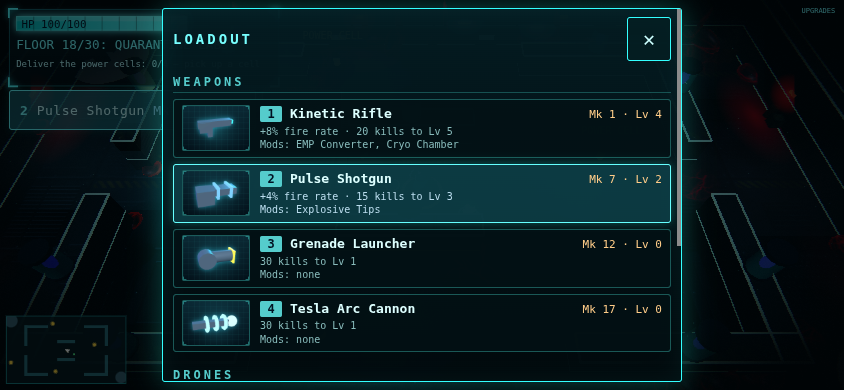 HP 100/100
FLOOR 18/30: QUARAN
Deliver the power cells: 0/
2 Pulse Shotgun M
UPGRADES
LOADOUT
×
WEAPONS
1 Kinetic Rifle Mk 1 · Lv 4
+8% fire rate · 20 kills to Lv 5
Mods: EMP Converter, Cryo Chamber
2 Pulse Shotgun Mk 7 · Lv 2
+4% fire rate · 15 kills to Lv 3
Mods: Explosive Tips
3 Grenade Launcher Mk 12 · Lv 0
30 kills to Lv 1
Mods: none
4 Tesla Arc Cannon Mk 17 · Lv 0
30 kills to Lv 1
Mods: none
DRONES